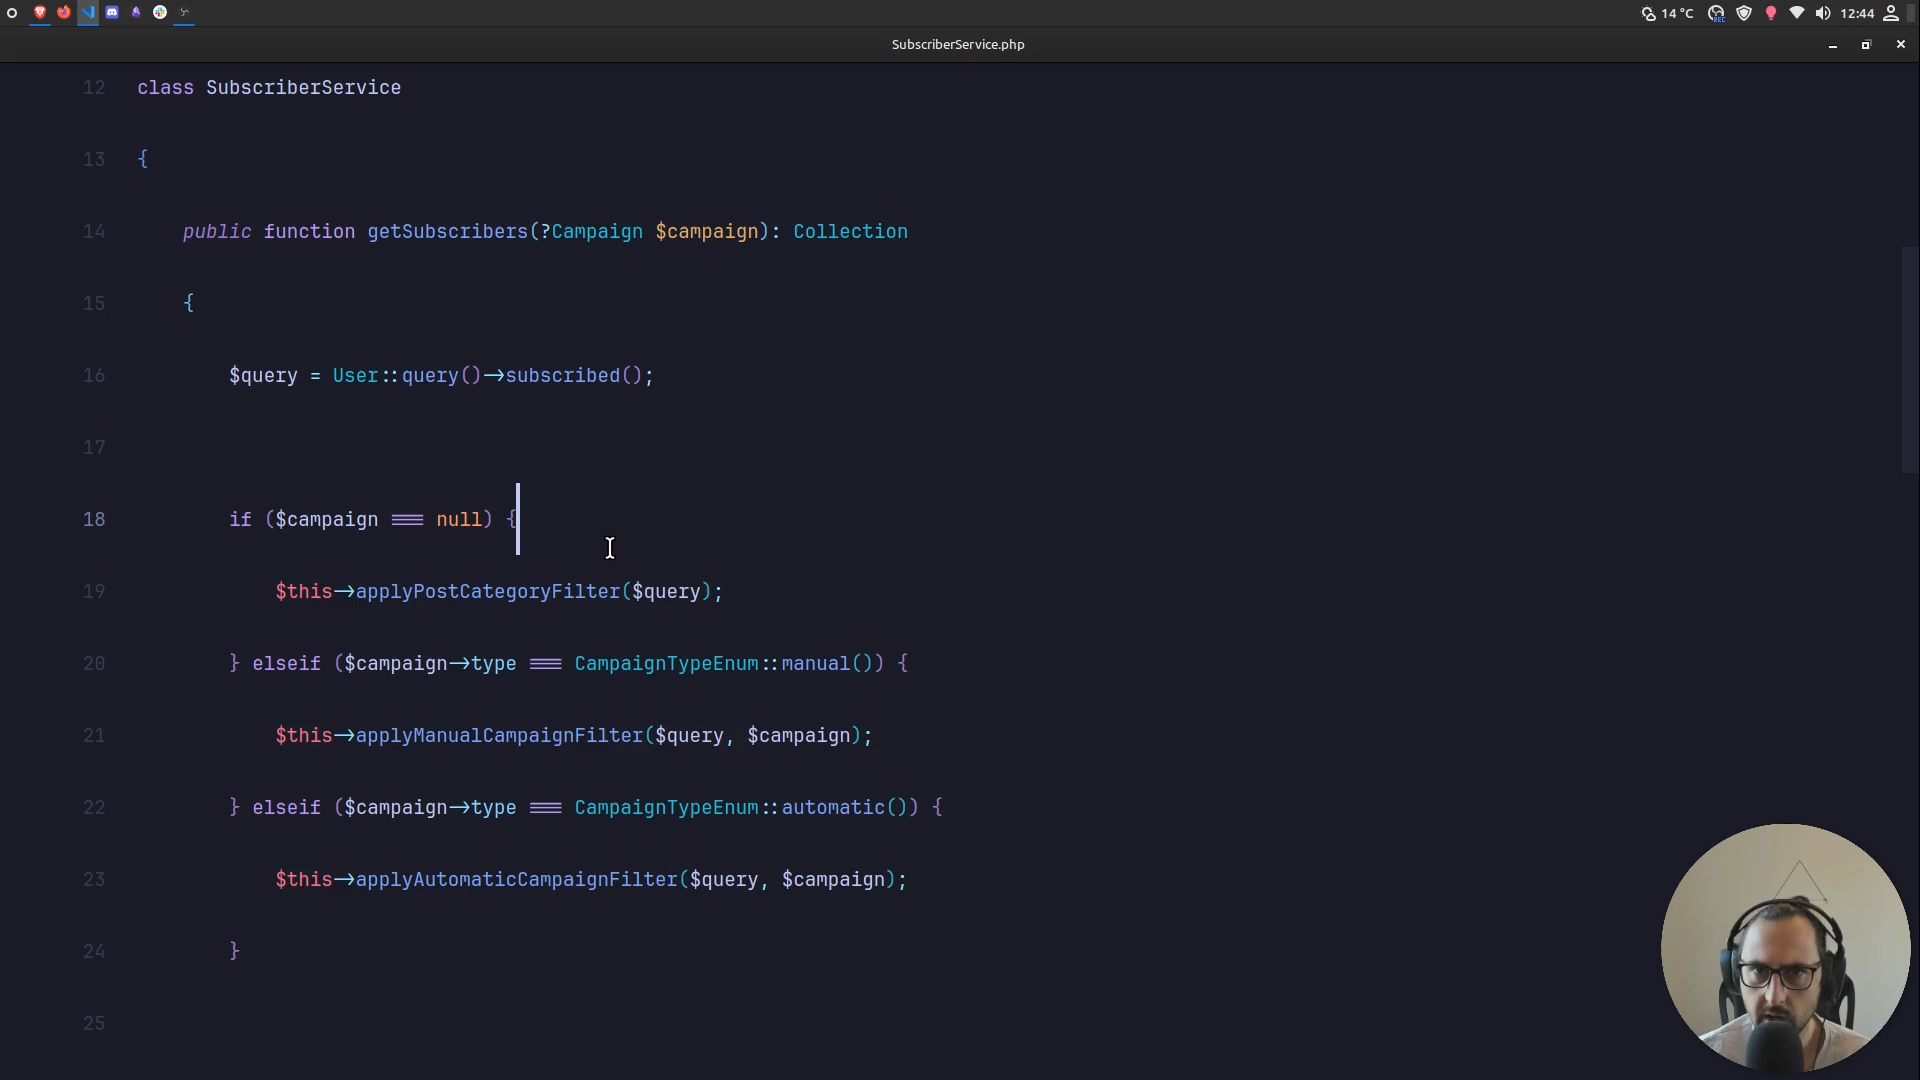 14 °C
REC
12:44
SubscriberService.php
12 class SubscriberService
13 {
14 public function getSubscribers(?Campaign $campaign): Collection
15 {
16 $query = User::query()->subscribed();
17
18 if ($campaign === null) {
19 $this->applyPostCategoryFilter($query);
20 } elseif ($campaign->type === CampaignTypeEnum::manual()) {
21 $this->applyManualCampaignFilter($query, $campaign);
22 } elseif ($campaign->type === CampaignTypeEnum::automatic()) {
23 $this->applyAutomaticCampaignFilter($query, $campaign);
24 }
25